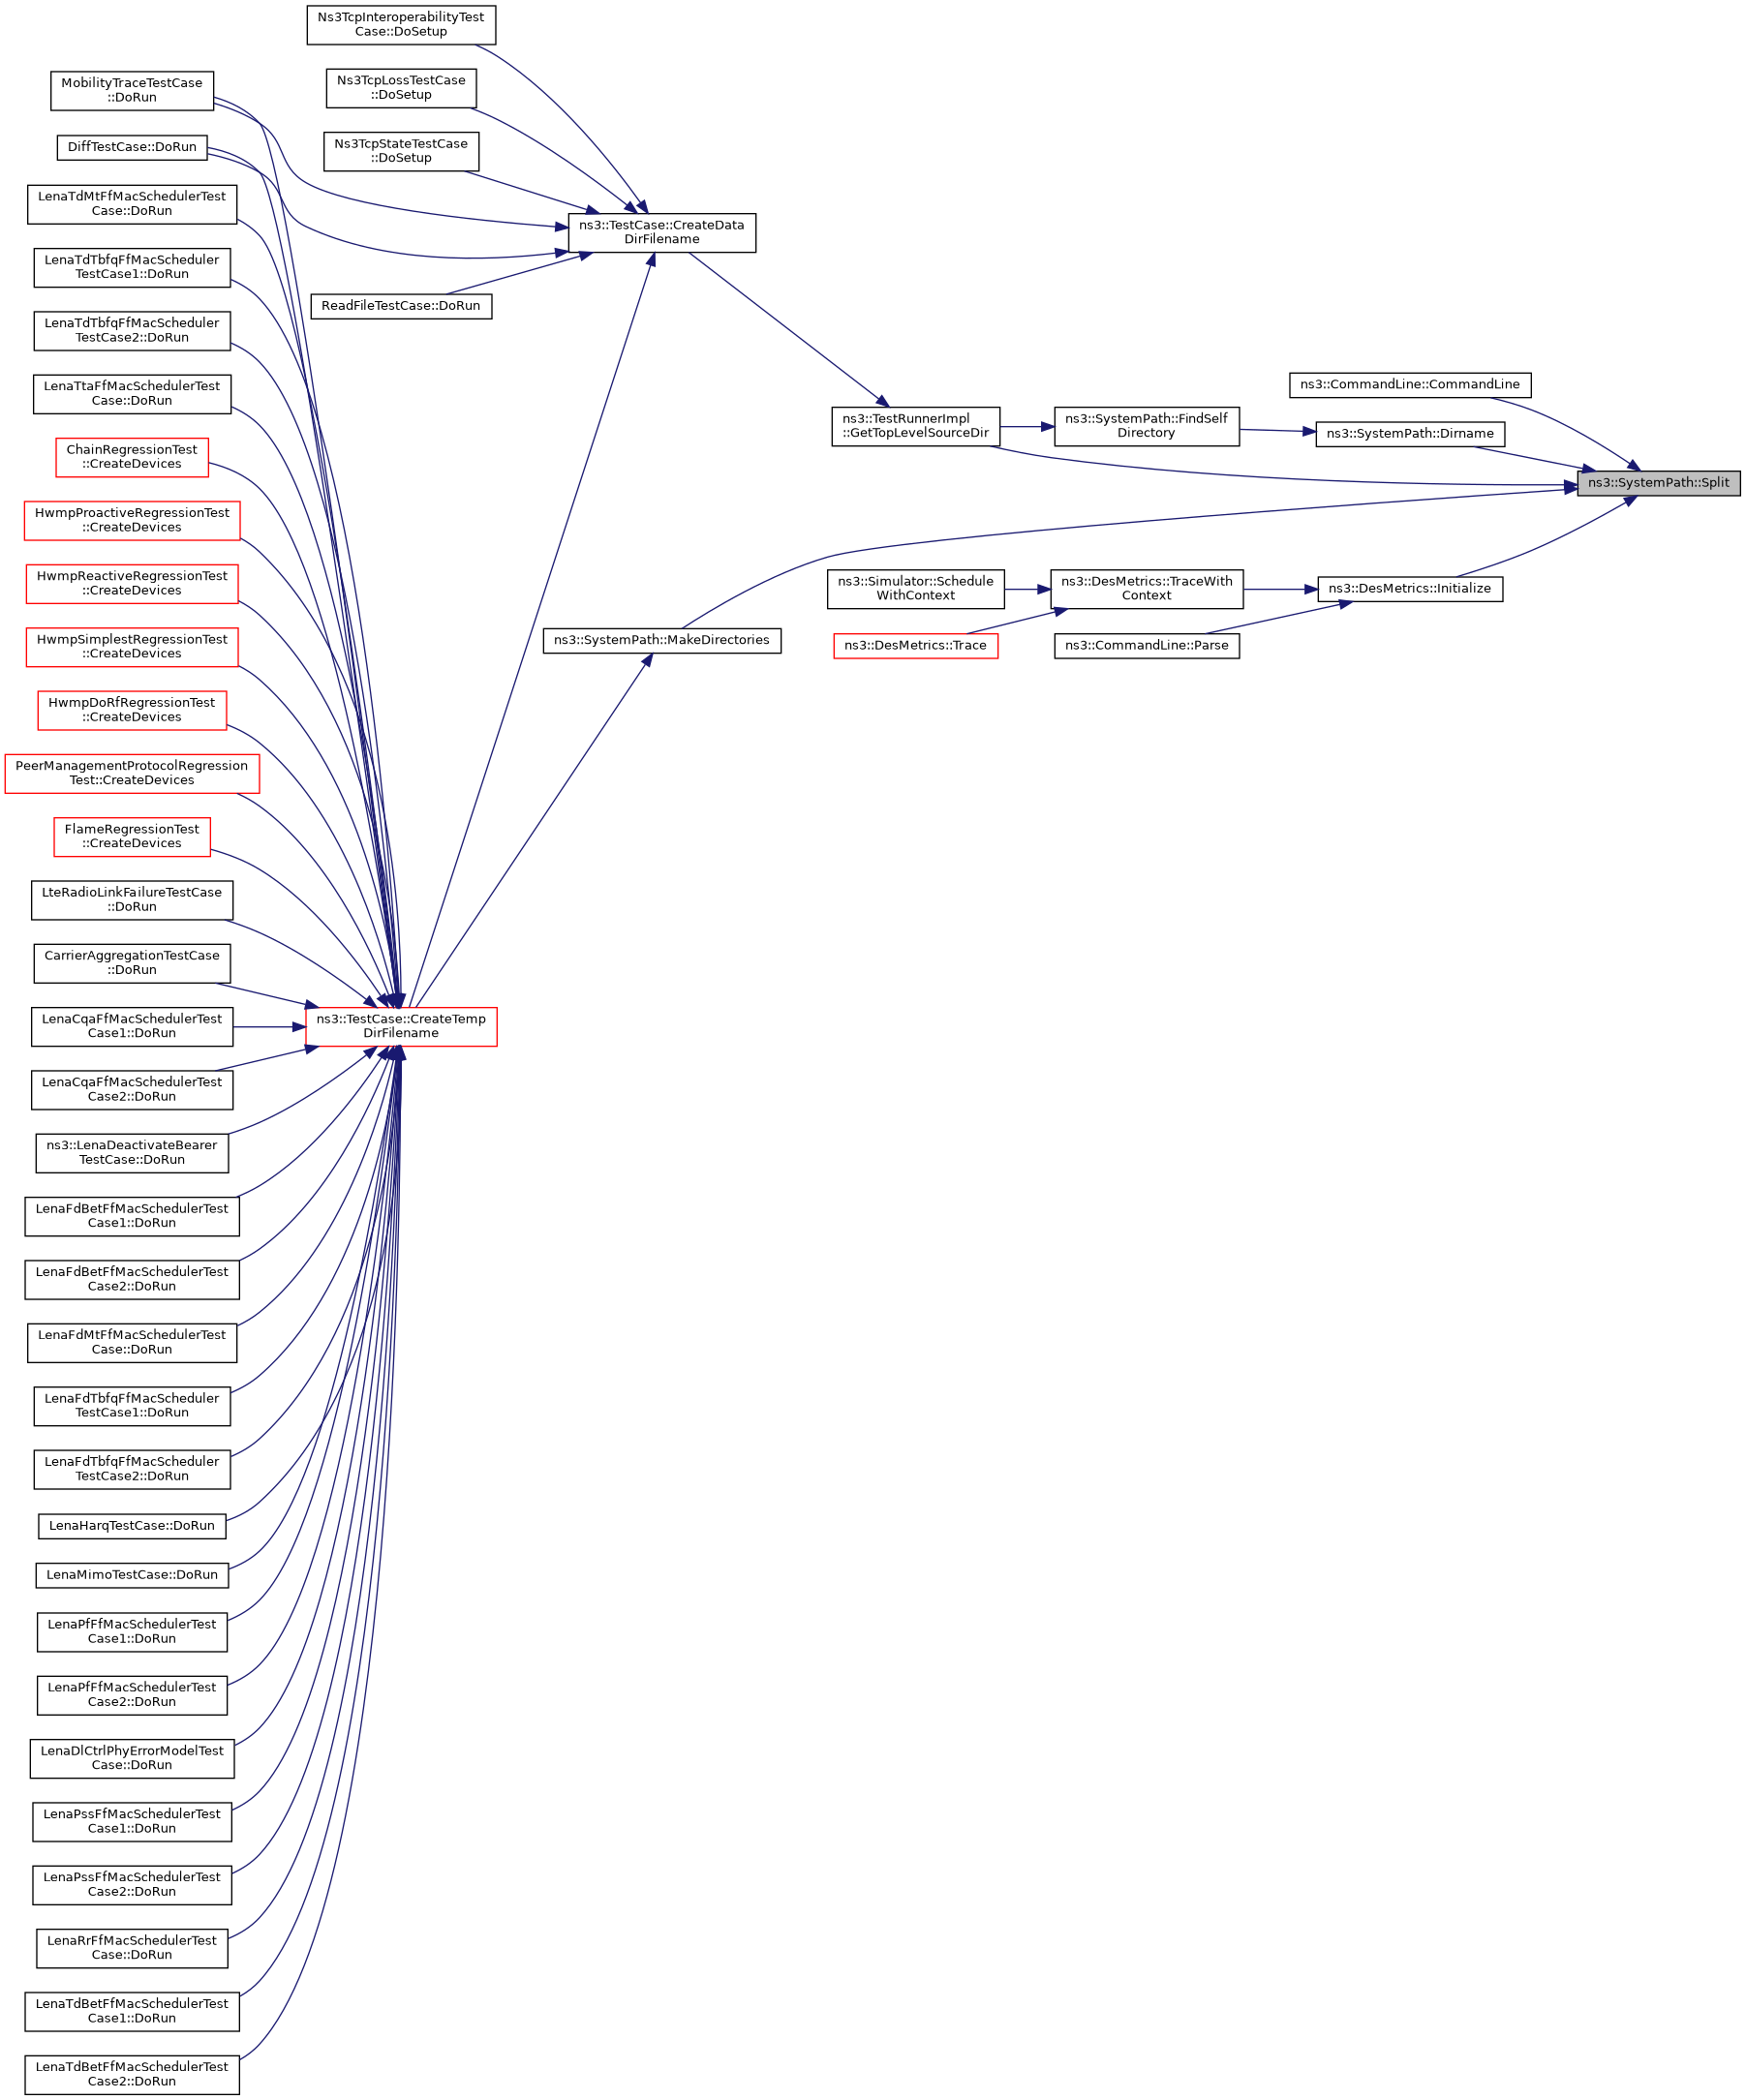 Ns3TcpInteroperabilityTest
Case::DoSetup
Ns3TcpLossTestCase
::DoSetup
Ns3TcpStateTestCase
::DoSetup
MobilityTraceTestCase
::DoRun
DiffTestCase::DoRun
LenaTdMtFfMacSchedulerTest
Case::DoRun
LenaTdTbfqFfMacScheduler
TestCase1::DoRun
LenaTdTbfqFfMacScheduler
TestCase2::DoRun
LenaTtaFfMacSchedulerTest
Case::DoRun
ChainRegressionTest
::CreateDevices
HwmpProactiveRegressionTest
::CreateDevices
HwmpReactiveRegressionTest
::CreateDevices
HwmpSimplestRegressionTest
::CreateDevices
HwmpDoRfRegressionTest
::CreateDevices
PeerManagementProtocolRegression
Test::CreateDevices
FlameRegressionTest
::CreateDevices
LteRadioLinkFailureTestCase
::DoRun
CarrierAggregationTestCase
::DoRun
LenaCqaFfMacSchedulerTest
Case1::DoRun
LenaCqaFfMacSchedulerTest
Case2::DoRun
ns3::LenaDeactivateBearer
TestCase::DoRun
LenaFdBetFfMacSchedulerTest
Case1::DoRun
LenaFdBetFfMacSchedulerTest
Case2::DoRun
LenaFdMtFfMacSchedulerTest
Case::DoRun
LenaFdTbfqFfMacScheduler
TestCase1::DoRun
LenaFdTbfqFfMacScheduler
TestCase2::DoRun
LenaHarqTestCase::DoRun
LenaMimoTestCase::DoRun
LenaPfFfMacSchedulerTest
Case1::DoRun
LenaPfFfMacSchedulerTest
Case2::DoRun
LenaDlCtrlPhyErrorModelTest
Case::DoRun
LenaPssFfMacSchedulerTest
Case1::DoRun
LenaPssFfMacSchedulerTest
Case2::DoRun
LenaRrFfMacSchedulerTest
Case::DoRun
LenaTdBetFfMacSchedulerTest
Case1::DoRun
LenaTdBetFfMacSchedulerTest
Case2::DoRun
ReadFileTestCase::DoRun
ns3::TestCase::CreateTemp
DirFilename
ns3::TestCase::CreateData
DirFilename
ns3::SystemPath::MakeDirectories
ns3::TestRunnerImpl
::GetTopLevelSourceDir
ns3::Simulator::Schedule
WithContext
ns3::DesMetrics::Trace
ns3::SystemPath::FindSelf
Directory
ns3::DesMetrics::TraceWith
Context
ns3::CommandLine::Parse
ns3::CommandLine::CommandLine
ns3::SystemPath::Dirname
ns3::DesMetrics::Initialize
ns3::SystemPath::Split